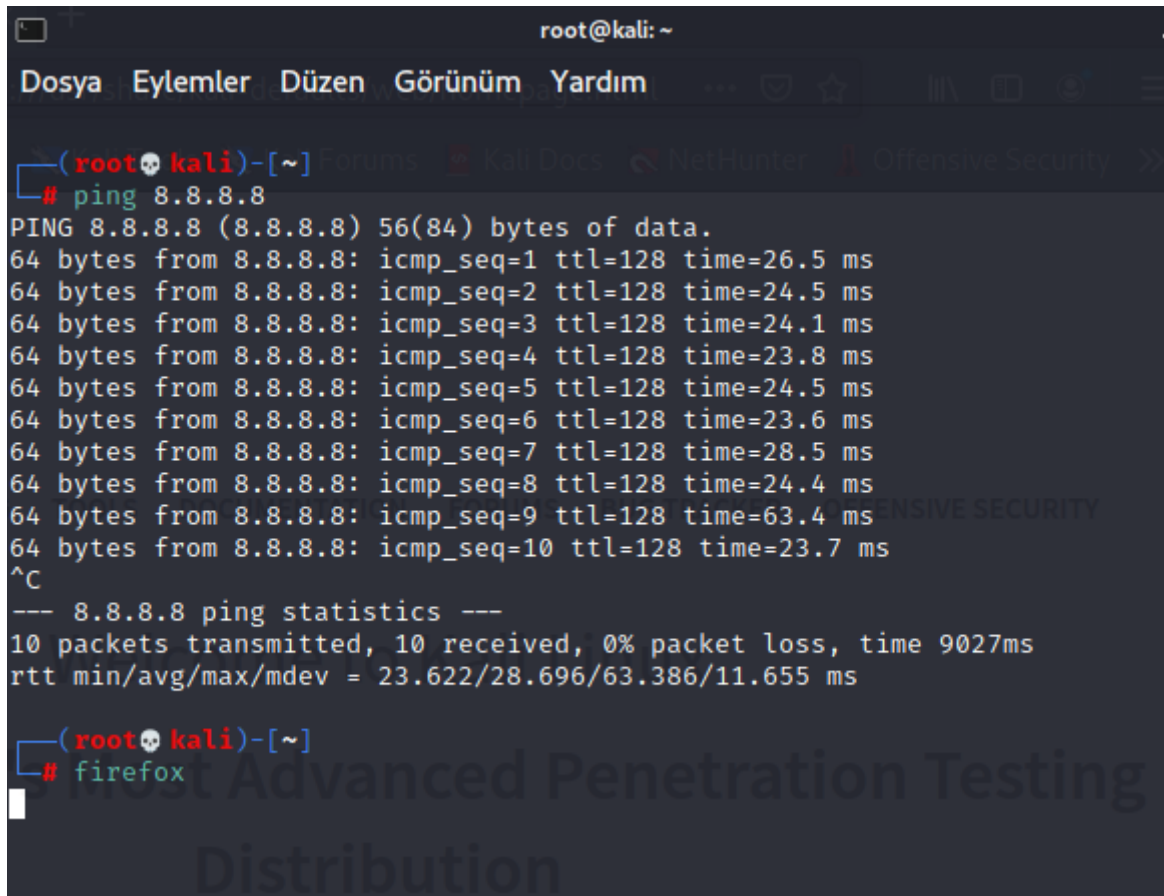 root@kali: ~
Dosya Eylemler Düzen Görünüm Yardım
Forums Kali Docs NetHunter Offensive Security
┌──(root💀kali)-[~]
└─# ping 8.8.8.8
PING 8.8.8.8 (8.8.8.8) 56(84) bytes of data.
64 bytes from 8.8.8.8: icmp_seq=1 ttl=128 time=26.5 ms
64 bytes from 8.8.8.8: icmp_seq=2 ttl=128 time=24.5 ms
64 bytes from 8.8.8.8: icmp_seq=3 ttl=128 time=24.1 ms
64 bytes from 8.8.8.8: icmp_seq=4 ttl=128 time=23.8 ms
64 bytes from 8.8.8.8: icmp_seq=5 ttl=128 time=24.5 ms
64 bytes from 8.8.8.8: icmp_seq=6 ttl=128 time=23.6 ms
64 bytes from 8.8.8.8: icmp_seq=7 ttl=128 time=28.5 ms
64 bytes from 8.8.8.8: icmp_seq=8 ttl=128 time=24.4 ms
TOOLS DOCUMENTATION FORUMS BUG TRACKER OFFENSIVE SECURITY
64 bytes from 8.8.8.8: icmp_seq=9 ttl=128 time=63.4 ms
64 bytes from 8.8.8.8: icmp_seq=10 ttl=128 time=23.7 ms
^C
--- 8.8.8.8 ping statistics ---
10 packets transmitted, 10 received, 0% packet loss, time 9027ms
Welcome to Kali Linux
rtt min/avg/max/mdev = 23.622/28.696/63.386/11.655 ms
┌──(root💀kali)-[~]
└─# firefox
's Most Advanced Penetration Testing
Distribution